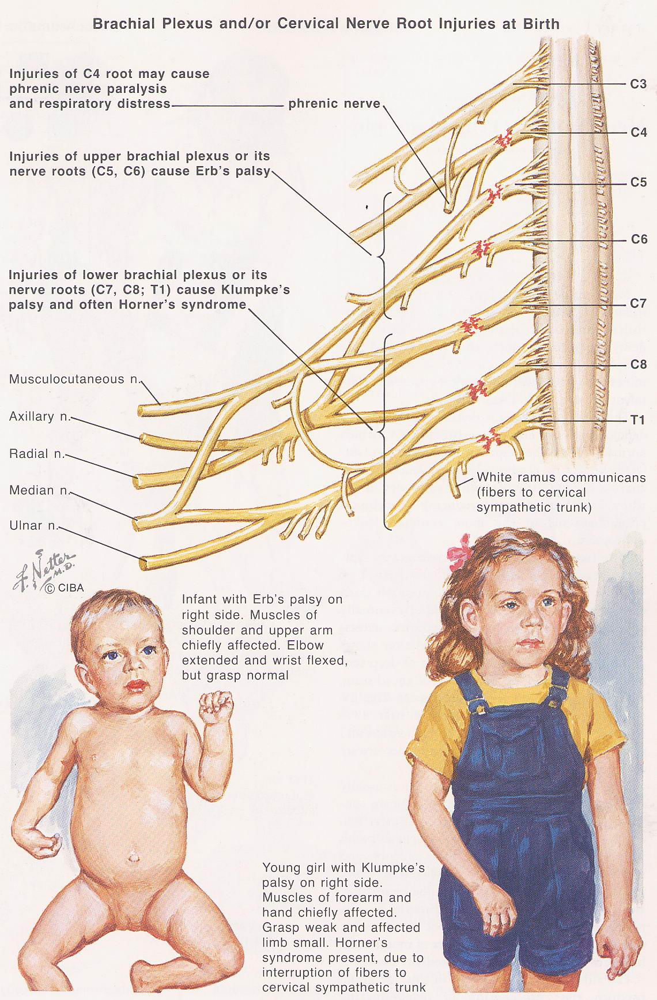 Brachial Plexus and/or Cervical Nerve Root Injuries at Birth
Injuries of C4 root may cause
phrenic nerve paralysis
and respiratory distress
phrenic nerve
C3
C4
Injuries of upper brachial plexus or its
nerve roots (C5, C6) cause Erb's palsy
C5
C6
Injuries of lower brachial plexus or its
nerve roots (C7, C8; T1) cause Klumpke's
palsy and often Horner's syndrome
C7
C8
T1
Musculocutaneous n.
Axillary n.
Radial n.
Median n.
Ulnar n.
White ramus communicans
(fibers to cervical
sympathetic trunk)
F. Netter
M.D.
© CIBA
Infant with Erb's palsy on
right side. Muscles of
shoulder and upper arm
chiefly affected. Elbow
extended and wrist flexed,
but grasp normal
Young girl with Klumpke's
palsy on right side.
Muscles of forearm and
hand chiefly affected.
Grasp weak and affected
limb small. Horner's
syndrome present, due to
interruption of fibers to
cervical sympathetic trunk